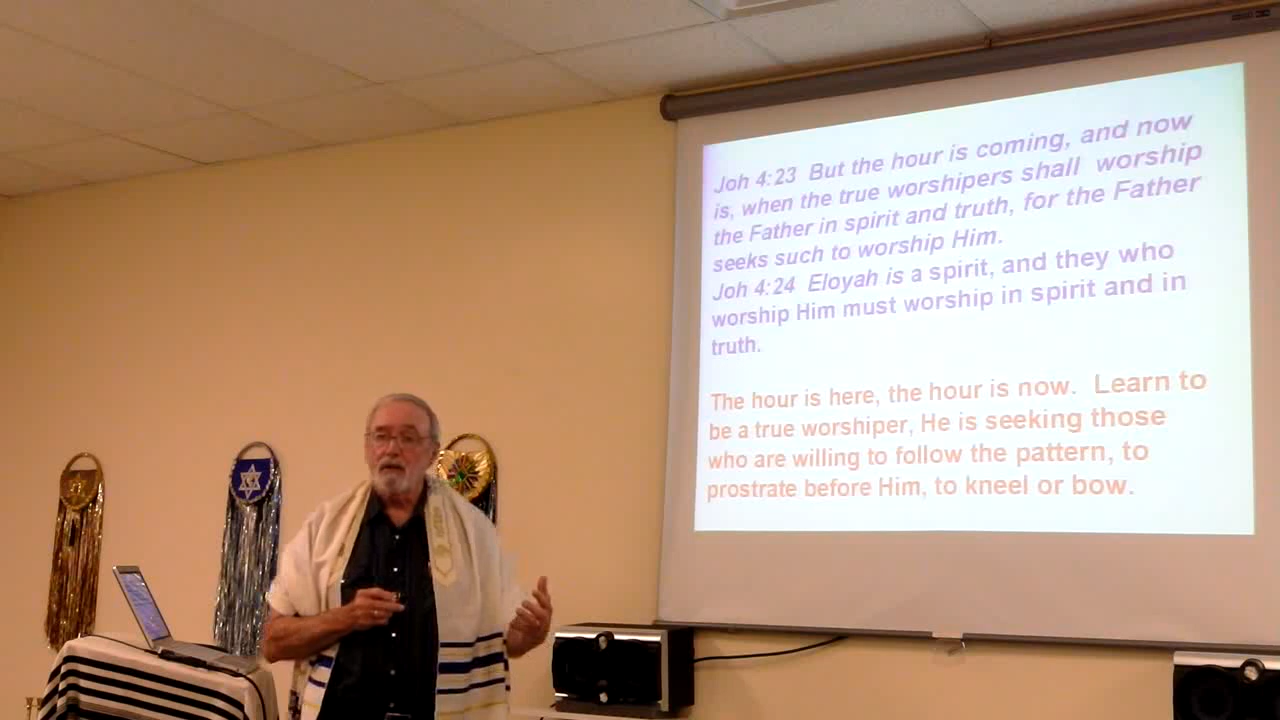 Joh 4:23 But the hour is coming, and now
is, when the true worshipers shall worship
the Father in spirit and truth, for the Father
seeks such to worship Him.
Joh 4:24 Eloyah is a spirit, and they who
worship Him must worship in spirit and in
truth.
The hour is here, the hour is now. Learn to
be a true worshiper, He is seeking those
who are willing to follow the pattern, to
prostrate before Him, to kneel or bow.